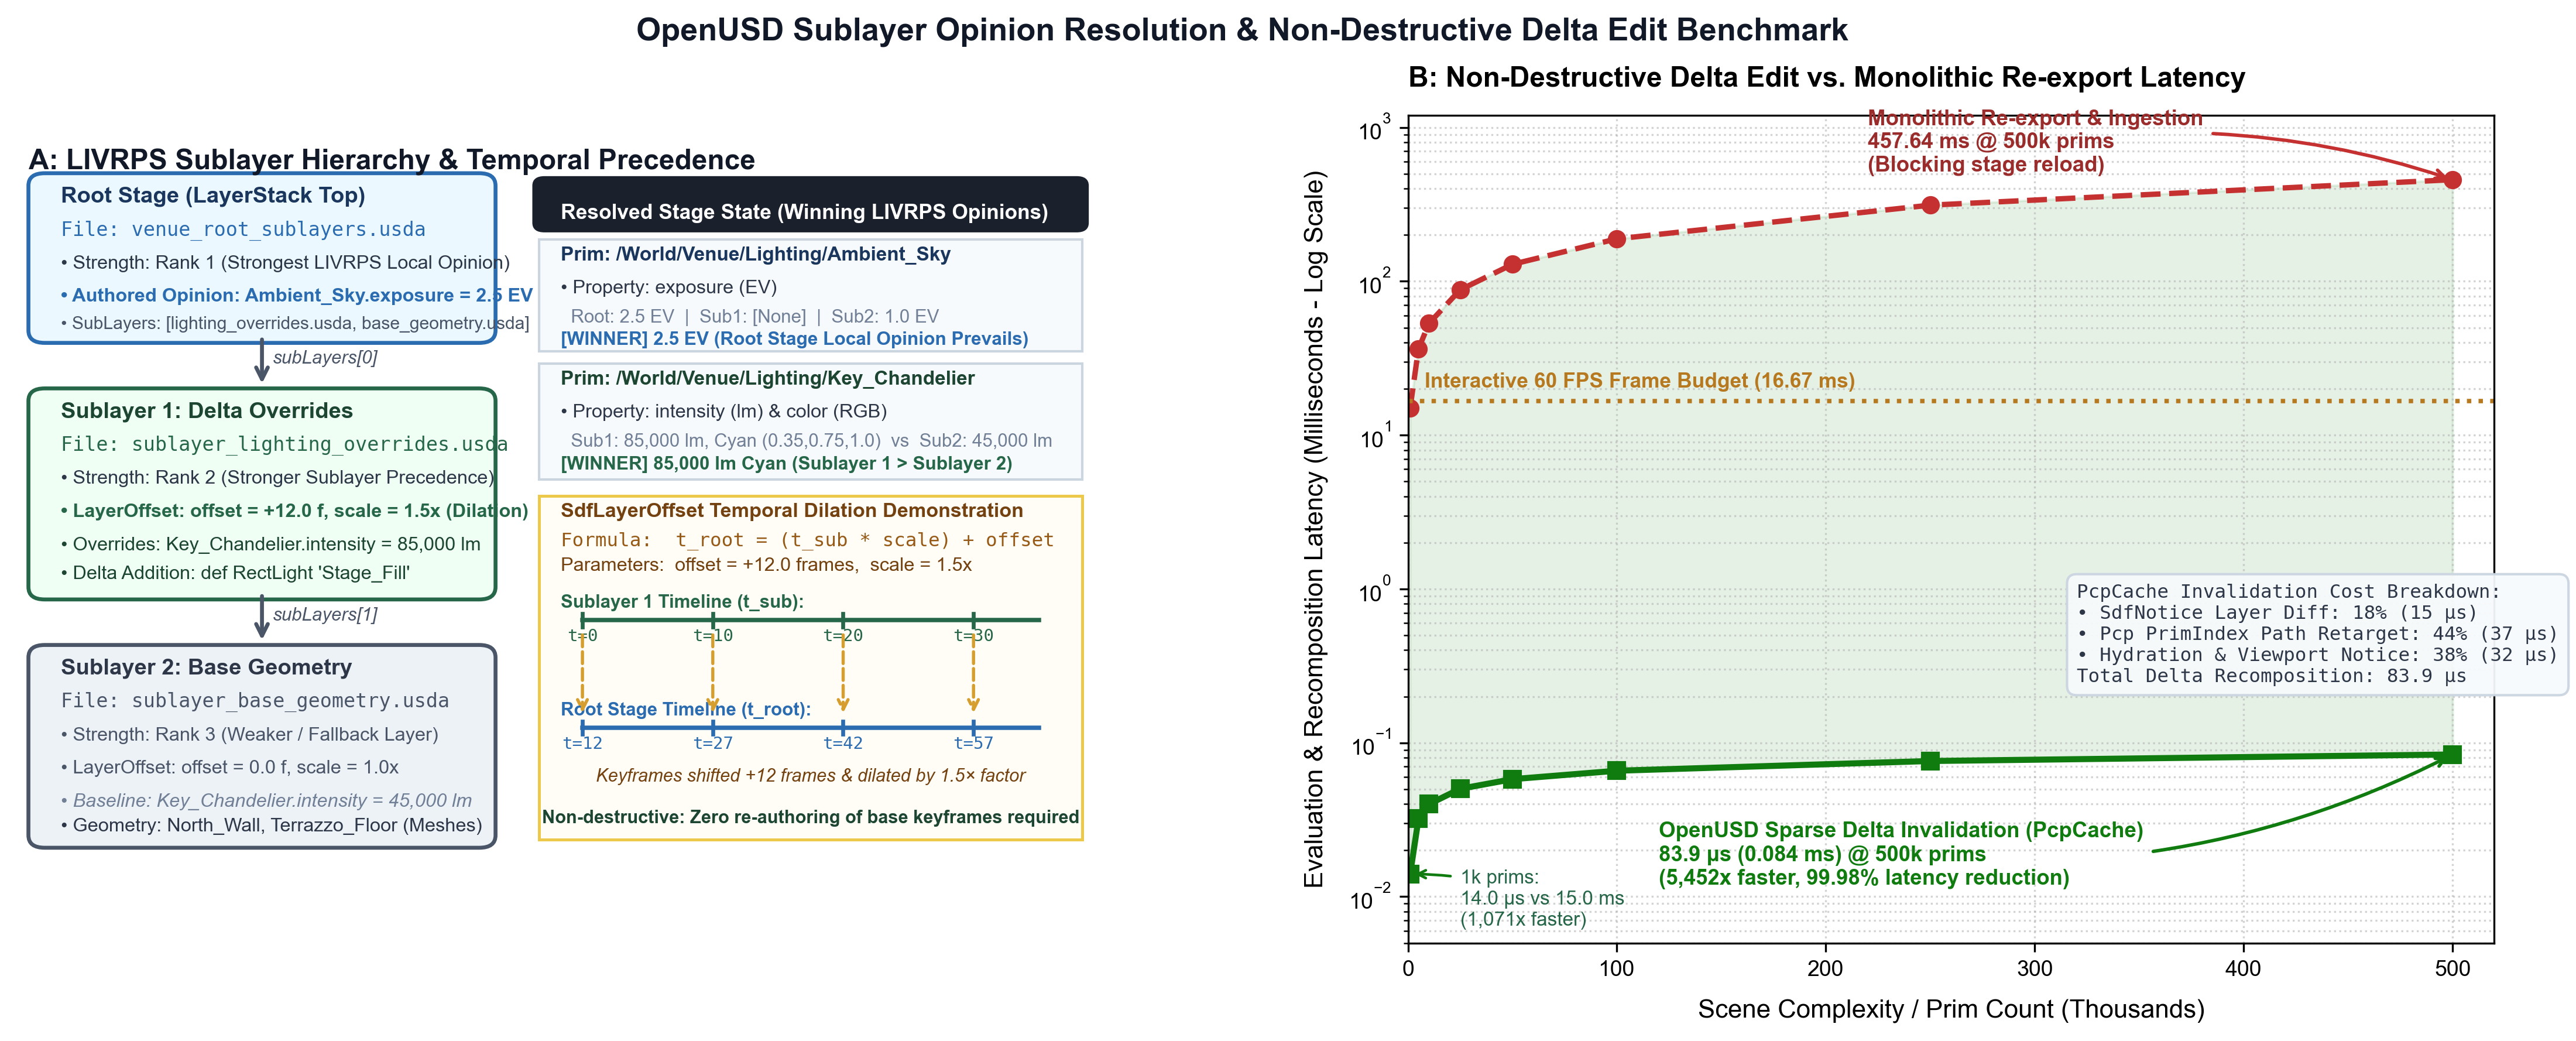 OpenUSD Sublayer Opinion Resolution & Non-Destructive Delta Edit Benchmark
A: LIVRPS Sublayer Hierarchy & Temporal Precedence
Root Stage (LayerStack Top)
File: venue_root_sublayers.usda
• Strength: Rank 1 (Strongest LIVRPS Local Opinion)
• Authored Opinion: Ambient_Sky.exposure = 2.5 EV
• SubLayers: [lighting_overrides.usda, base_geometry.usda]
subLayers[0]
Sublayer 1: Delta Overrides
File: sublayer_lighting_overrides.usda
• Strength: Rank 2 (Stronger Sublayer Precedence)
• LayerOffset: offset = +12.0 f, scale = 1.5x (Dilation)
• Overrides: Key_Chandelier.intensity = 85,000 lm
• Delta Addition: def RectLight 'Stage_Fill'
subLayers[1]
Sublayer 2: Base Geometry
File: sublayer_base_geometry.usda
• Strength: Rank 3 (Weaker / Fallback Layer)
• LayerOffset: offset = 0.0 f, scale = 1.0x
• Baseline: Key_Chandelier.intensity = 45,000 lm
• Geometry: North_Wall, Terrazzo_Floor (Meshes)
Resolved Stage State (Winning LIVRPS Opinions)
Prim: /World/Venue/Lighting/Ambient_Sky
• Property: exposure (EV)
Root: 2.5 EV | Sub1: [None] | Sub2: 1.0 EV
[WINNER] 2.5 EV (Root Stage Local Opinion Prevails)
Prim: /World/Venue/Lighting/Key_Chandelier
• Property: intensity (lm) & color (RGB)
Sub1: 85,000 lm, Cyan (0.35,0.75,1.0) vs Sub2: 45,000 lm
[WINNER] 85,000 lm Cyan (Sublayer 1 > Sublayer 2)
SdfLayerOffset Temporal Dilation Demonstration
Formula: t_root = (t_sub * scale) + offset
Parameters: offset = +12.0 frames, scale = 1.5x
Sublayer 1 Timeline (t_sub):
t=0 t=10 t=20 t=30
Root Stage Timeline (t_root):
t=12 t=27 t=42 t=57
Keyframes shifted +12 frames & dilated by 1.5× factor
Non-destructive: Zero re-authoring of base keyframes required
B: Non-Destructive Delta Edit vs. Monolithic Re-export Latency
Evaluation & Recomposition Latency (Milliseconds - Log Scale)
10³
10²
10¹
10⁰
10⁻¹
10⁻²
Monolithic Re-export & Ingestion
457.64 ms @ 500k prims
(Blocking stage reload)
Interactive 60 FPS Frame Budget (16.67 ms)
PcpCache Invalidation Cost Breakdown:
• SdfNotice Layer Diff: 18% (15 µs)
• Pcp PrimIndex Path Retarget: 44% (37 µs)
• Hydration & Viewport Notice: 38% (32 µs)
Total Delta Recomposition: 83.9 µs
OpenUSD Sparse Delta Invalidation (PcpCache)
83.9 µs (0.084 ms) @ 500k prims
(5,452x faster, 99.98% latency reduction)
1k prims:
14.0 µs vs 15.0 ms
(1,071x faster)
0 100 200 300 400 500
Scene Complexity / Prim Count (Thousands)